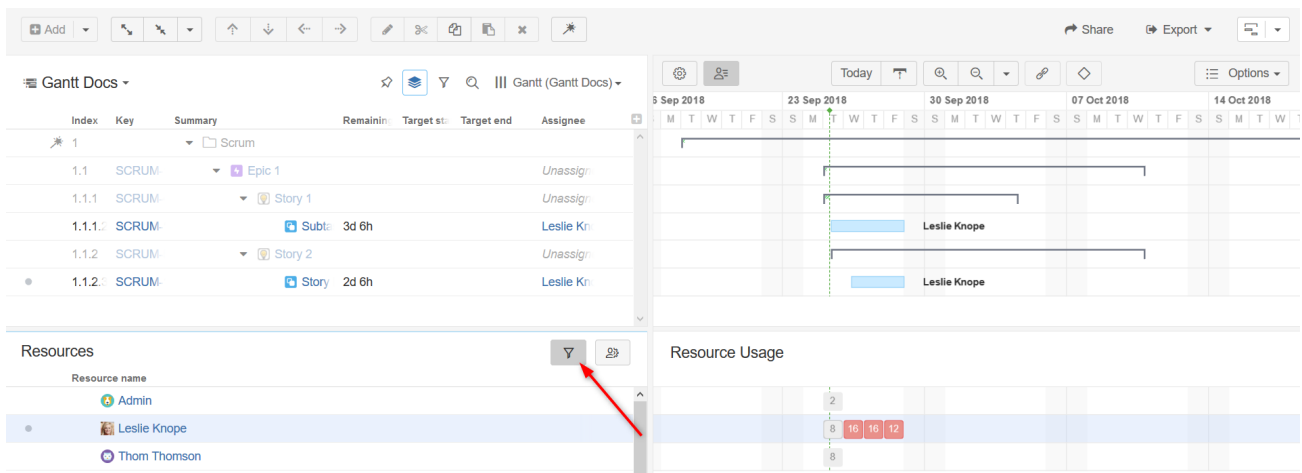 Add
Share Export
Gantt Docs Gantt (Gantt Docs) Today Options
Sep 2018 23 Sep 2018 30 Sep 2018 07 Oct 2018 14 Oct 2018
Index Key Summary Remainin Target sta Target end Assignee M T W T F S S M T W T F S S M T W T F S S M T W T F S S M T W
1 Scrum
1.1 SCRUM- Epic 1 Unassign
1.1.1 SCRUM- Story 1 Unassign
1.1.1. SCRUM- Subta 3d 6h Leslie Kn Leslie Knope
1.1.2 SCRUM- Story 2 Unassign
1.1.2. SCRUM- Story 2d 6h Leslie Kn Leslie Knope
Resources Resource Usage
Resource name
Admin 2
Leslie Knope 8 16 16 12
Thom Thomson 8